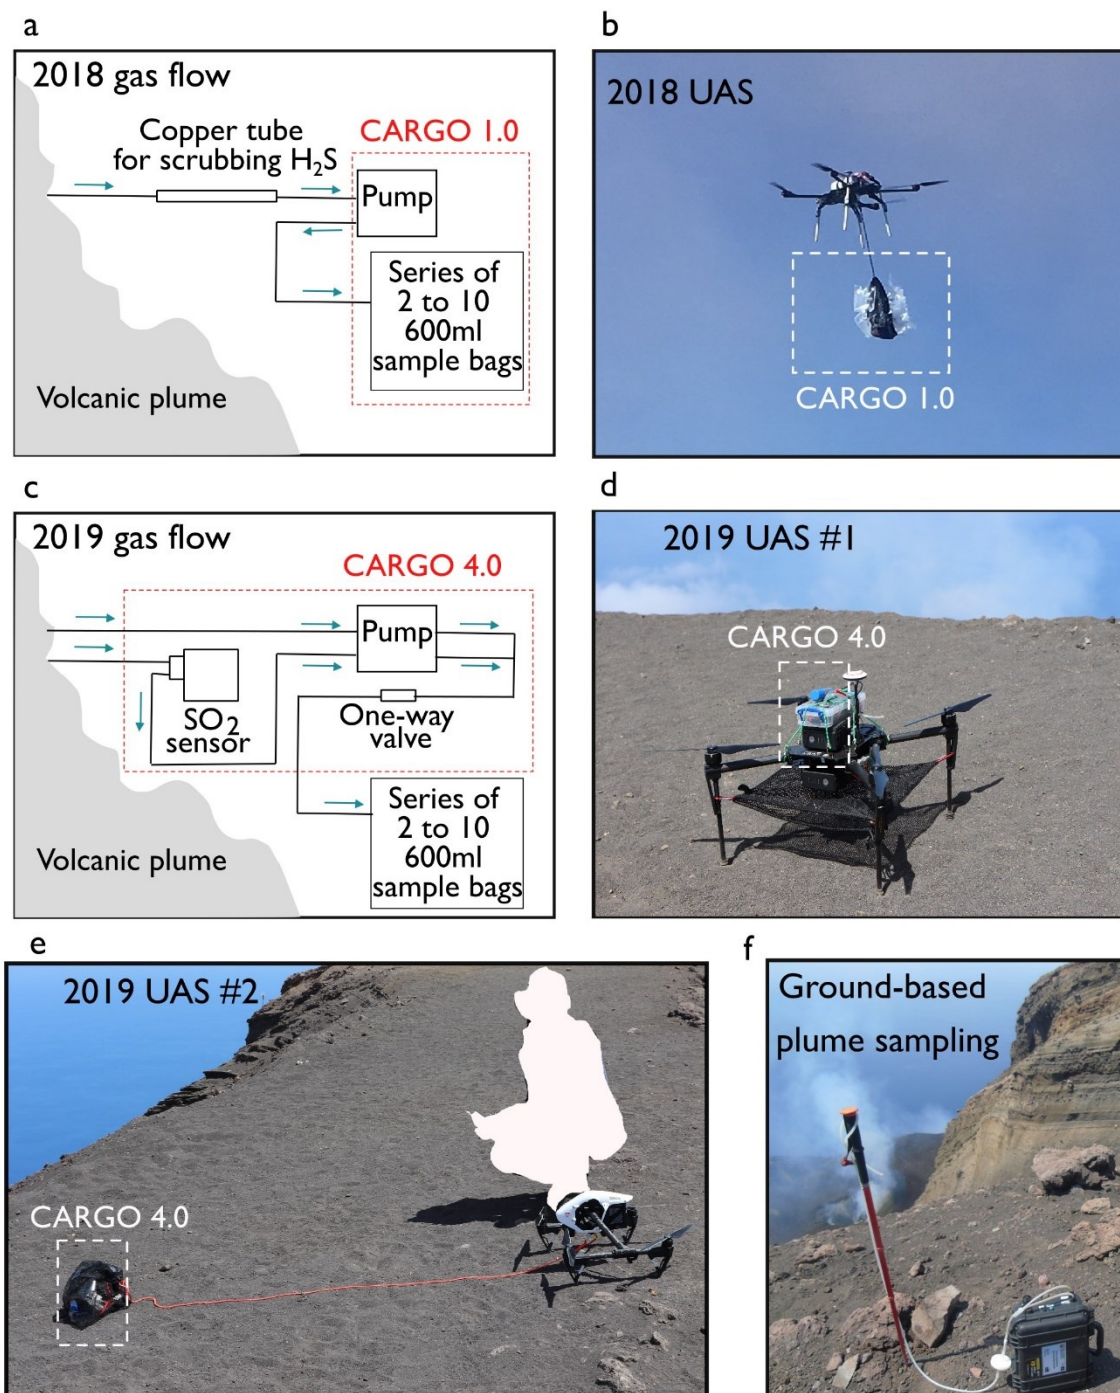 a
2018 gas flow
CARGO 1.0
Copper tube
for scrubbing H₂S
Pump
Series of
2 to 10
600ml
sample bags
Volcanic plume
b
2018 UAS
CARGO 1.0
c
2019 gas flow
CARGO 4.0
Pump
SO₂
sensor
One-way
valve
Series of
2 to 10
600ml
sample bags
Volcanic plume
d
2019 UAS #1
CARGO 4.0
e
2019 UAS #2
CARGO 4.0
f
Ground-based
plume sampling